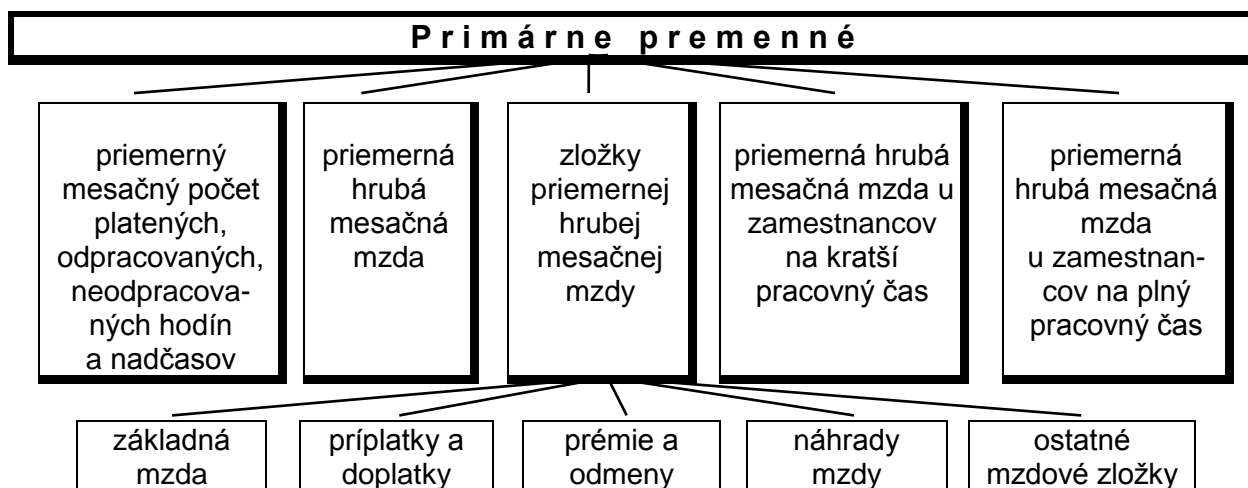 Primárne premenné
priemerný
mesačný počet
platených,
odpracovaných,
neodpracova-
ných hodín
a nadčasov
priemerná
hrubá
mesačná
mzda
zložky
priemernej
hrubej
mesačnej
mzdy
priemerná hrubá
mesačná mzda u
zamestnancov
na kratší
pracovný čas
priemerná
hrubá mesačná
mzda
u zamestnan-
cov na plný
pracovný čas
základná
mzda
príplatky a
doplatky
prémie a
odmeny
náhrady
mzdy
ostatné
mzdové zložky